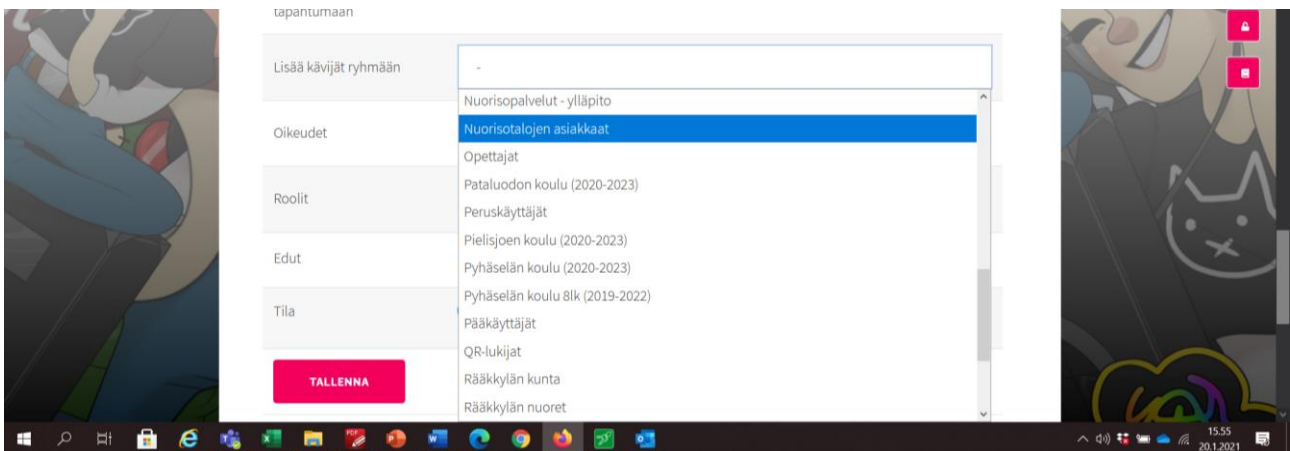 tapahtumaan
Lisää kävijät ryhmään
-
Nuorisopalvelut - ylläpito
Nuorisotalojen asiakkaat
Oikeudet
Opettajat
Pataluodon koulu (2020-2023)
Roolit
Peruskäyttäjät
Pielisjoen koulu (2020-2023)
Edut
Pyhäselän koulu (2020-2023)
Pyhäselän koulu 8lk (2019-2022)
Tila
Pääkäyttäjät
QR-lukijat
TALLENNA
Rääkkylän kunta
Rääkkylän nuoret
15.55
20.1.2021